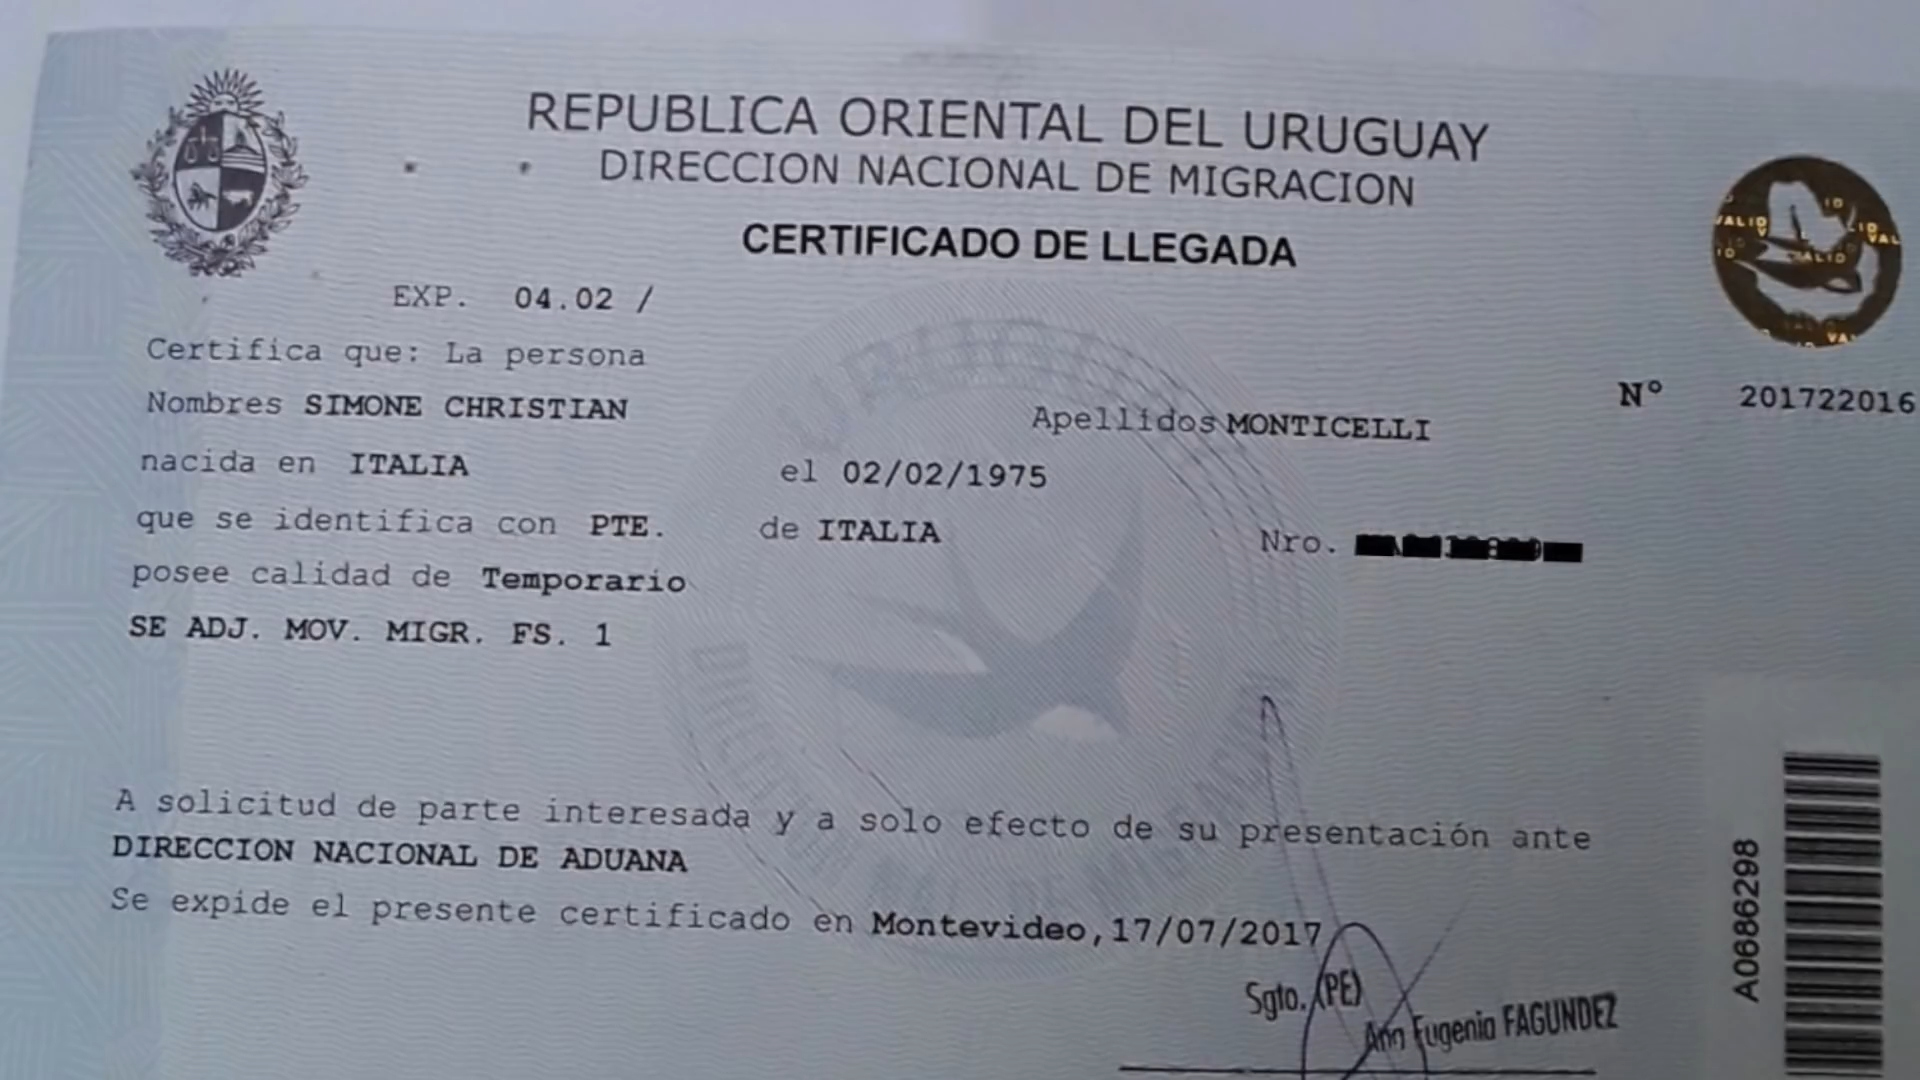 REPUBLICA ORIENTAL DEL URUGUAY
DIRECCION NACIONAL DE MIGRACION
CERTIFICADO DE LLEGADA
EXP. 04.02 /
Certifica que: La persona
Nº 201722016
Nombres SIMONE CHRISTIAN Apellidos MONTICELLI
nacida en ITALIA el 02/02/1975
que se identifica con PTE. de ITALIA Nro.
posee calidad de Temporario
SE ADJ. MOV. MIGR. FS. 1
A solicitud de parte interesada y a solo efecto de su presentación ante
DIRECCION NACIONAL DE ADUANA
Se expide el presente certificado en Montevideo, 17/07/2017
Sgto. (PE)
Ann Eugenia FAGUNDEZ
A0686298
VALID